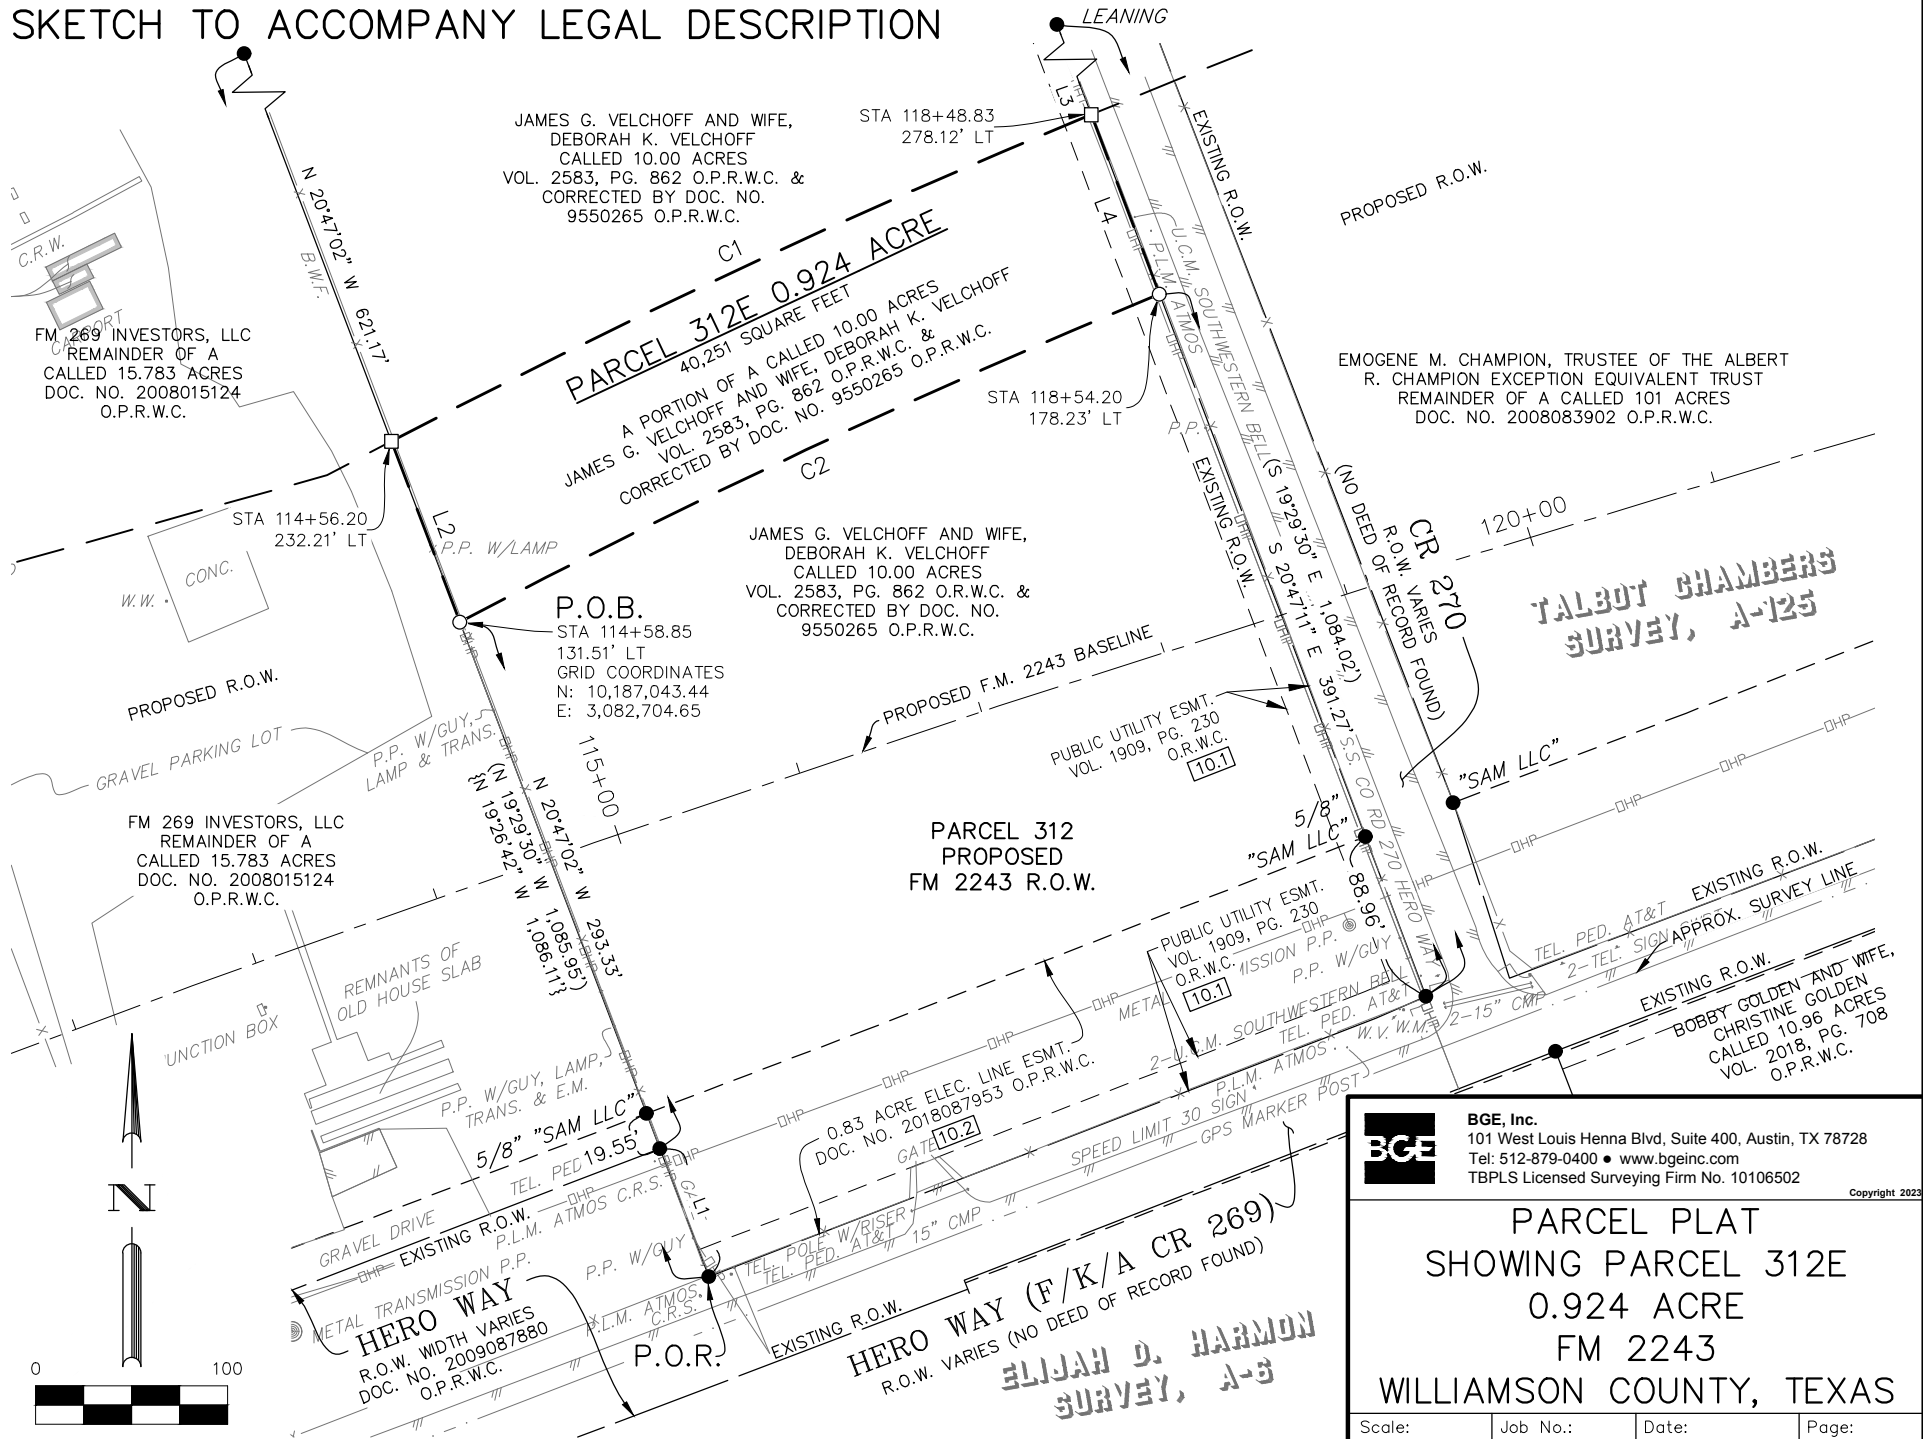 SKETCH TO ACCOMPANY LEGAL DESCRIPTION
LEANING
JAMES G. VELCHOFF AND WIFE,
DEBORAH K. VELCHOFF
CALLED 10.00 ACRES
VOL. 2583, PG. 862 O.P.R.W.C. &
CORRECTED BY DOC. NO.
9550265 O.P.R.W.C.
STA 118+48.83
278.12' LT
L3
EXISTING R.O.W.
PROPOSED R.O.W.
N 20°47'02" W 621.17'
B.W.F.
C.R.W.
CARPORT
FM 269 INVESTORS, LLC
REMAINDER OF A
CALLED 15.783 ACRES
DOC. NO. 2008015124
O.P.R.W.C.
C1
PARCEL 312E 0.924 ACRE
40,251 SQUARE FEET
A PORTION OF A CALLED 10.00 ACRES
JAMES G. VELCHOFF AND WIFE, DEBORAH K. VELCHOFF
VOL. 2583, PG. 862 O.P.R.W.C. &
CORRECTED BY DOC. NO. 9550265 O.P.R.W.C.
C2
L4
OHP
U.C.M. SOUTHWESTERN BELL
P.L.M. ATMOS
STA 118+54.20
178.23' LT
P.P.
EMOGENE M. CHAMPION, TRUSTEE OF THE ALBERT
R. CHAMPION EXCEPTION EQUIVALENT TRUST
REMAINDER OF A CALLED 101 ACRES
DOC. NO. 2008083902 O.P.R.W.C.
STA 114+56.20
232.21' LT
L2
P.P. W/LAMP
CONC.
W.W.
P.O.B.
STA 114+58.85
131.51' LT
GRID COORDINATES
N: 10,187,043.44
E: 3,082,704.65
JAMES G. VELCHOFF AND WIFE,
DEBORAH K. VELCHOFF
CALLED 10.00 ACRES
VOL. 2583, PG. 862 O.R.W.C. &
CORRECTED BY DOC. NO.
9550265 O.P.R.W.C.
EXISTING R.O.W.
(S 19°29'30" E 1,084.02')
S 20°47'11" E 391.27'
CR 270
R.O.W. VARIES
(NO DEED OF RECORD FOUND)
120+00
TALBOT CHAMBERS
SURVEY, A-125
PROPOSED R.O.W.
GRAVEL PARKING LOT
P.P. W/GUY,
LAMP & TRANS.
115+00
PROPOSED F.M. 2243 BASELINE
PUBLIC UTILITY ESMT.
VOL. 1909, PG. 230
O.R.W.C.
10.1
S.S. CO RD 270 HERO WAY
"SAM LLC"
OHP
N 20°47'02" W 293.33'
(N 19°29'30" W 1,085.95')
{N 19°26'42" W 1,086.11'}
FM 269 INVESTORS, LLC
REMAINDER OF A
CALLED 15.783 ACRES
DOC. NO. 2008015124
O.P.R.W.C.
PARCEL 312
PROPOSED
FM 2243 R.O.W.
5/8"
"SAM LLC"
88.96'
EXISTING R.O.W.
APPROX. SURVEY LINE
TEL. PED. AT&T
2-TEL. SIGN
PUBLIC UTILITY ESMT.
VOL. 1909, PG. 230
O.R.W.C.
10.1
P.P. W/GUY
METAL
REMNANTS OF
OLD HOUSE SLAB
UNCTION BOX
2-U.C.M. SOUTHWESTERN BELL
TEL. PED. AT&T
W.V. W.M.
2-15" CMP
P.L.M. ATMOS
EXISTING R.O.W.
BOBBY GOLDEN AND WIFE,
CHRISTINE GOLDEN
CALLED 10.96 ACRES
VOL. 2018, PG. 708
O.P.R.W.C.
P.P. W/GUY, LAMP,
TRANS. & E.M.
0.83 ACRE ELEC. LINE ESMT.
DOC. NO. 2018087953 O.P.R.W.C.
10.2
GATE
SPEED LIMIT 30 SIGN
GPS MARKER POST
5/8" "SAM LLC"
19.55'
TEL. PED
L1
GRAVEL DRIVE
EXISTING R.O.W.
P.L.M. ATMOS C.R.S.
METAL TRANSMISSION P.P.
P.P. W/GUY
TEL. POLE W/RISER
TEL. PED. AT&T
15" CMP
P.L.M. ATMOS
C.R.S.
HERO WAY
R.O.W. WIDTH VARIES
DOC. NO. 2009087880
O.P.R.W.C.
P.O.R.
EXISTING R.O.W.
HERO WAY (F/K/A CR 269)
R.O.W. VARIES (NO DEED OF RECORD FOUND)
ELIJAH D. HARMON
SURVEY, A-6
N
0 100
BGE
BGE, Inc.
101 West Louis Henna Blvd, Suite 400, Austin, TX 78728
Tel: 512-879-0400 ● www.bgeinc.com
TBPLS Licensed Surveying Firm No. 10106502
Copyright 2023
PARCEL PLAT
SHOWING PARCEL 312E
0.924 ACRE
FM 2243
WILLIAMSON COUNTY, TEXAS
Scale: Job No.: Date: Page: